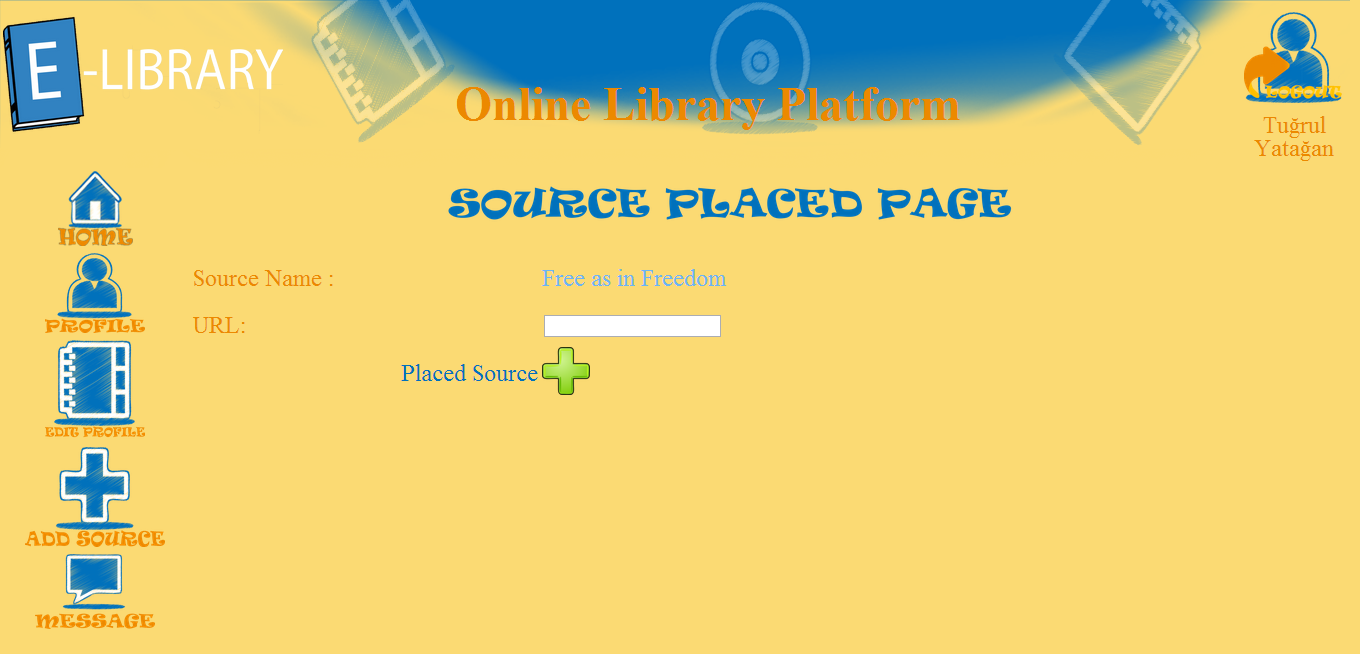 E-LIBRARY
Online Library Platform
LOGOUT
Tuğrul
Yatağan
SOURCE PLACED PAGE
HOME
PROFILE
EDIT PROFILE
ADD SOURCE
MESSAGE
Source Name :
Free as in Freedom
URL:
Placed Source